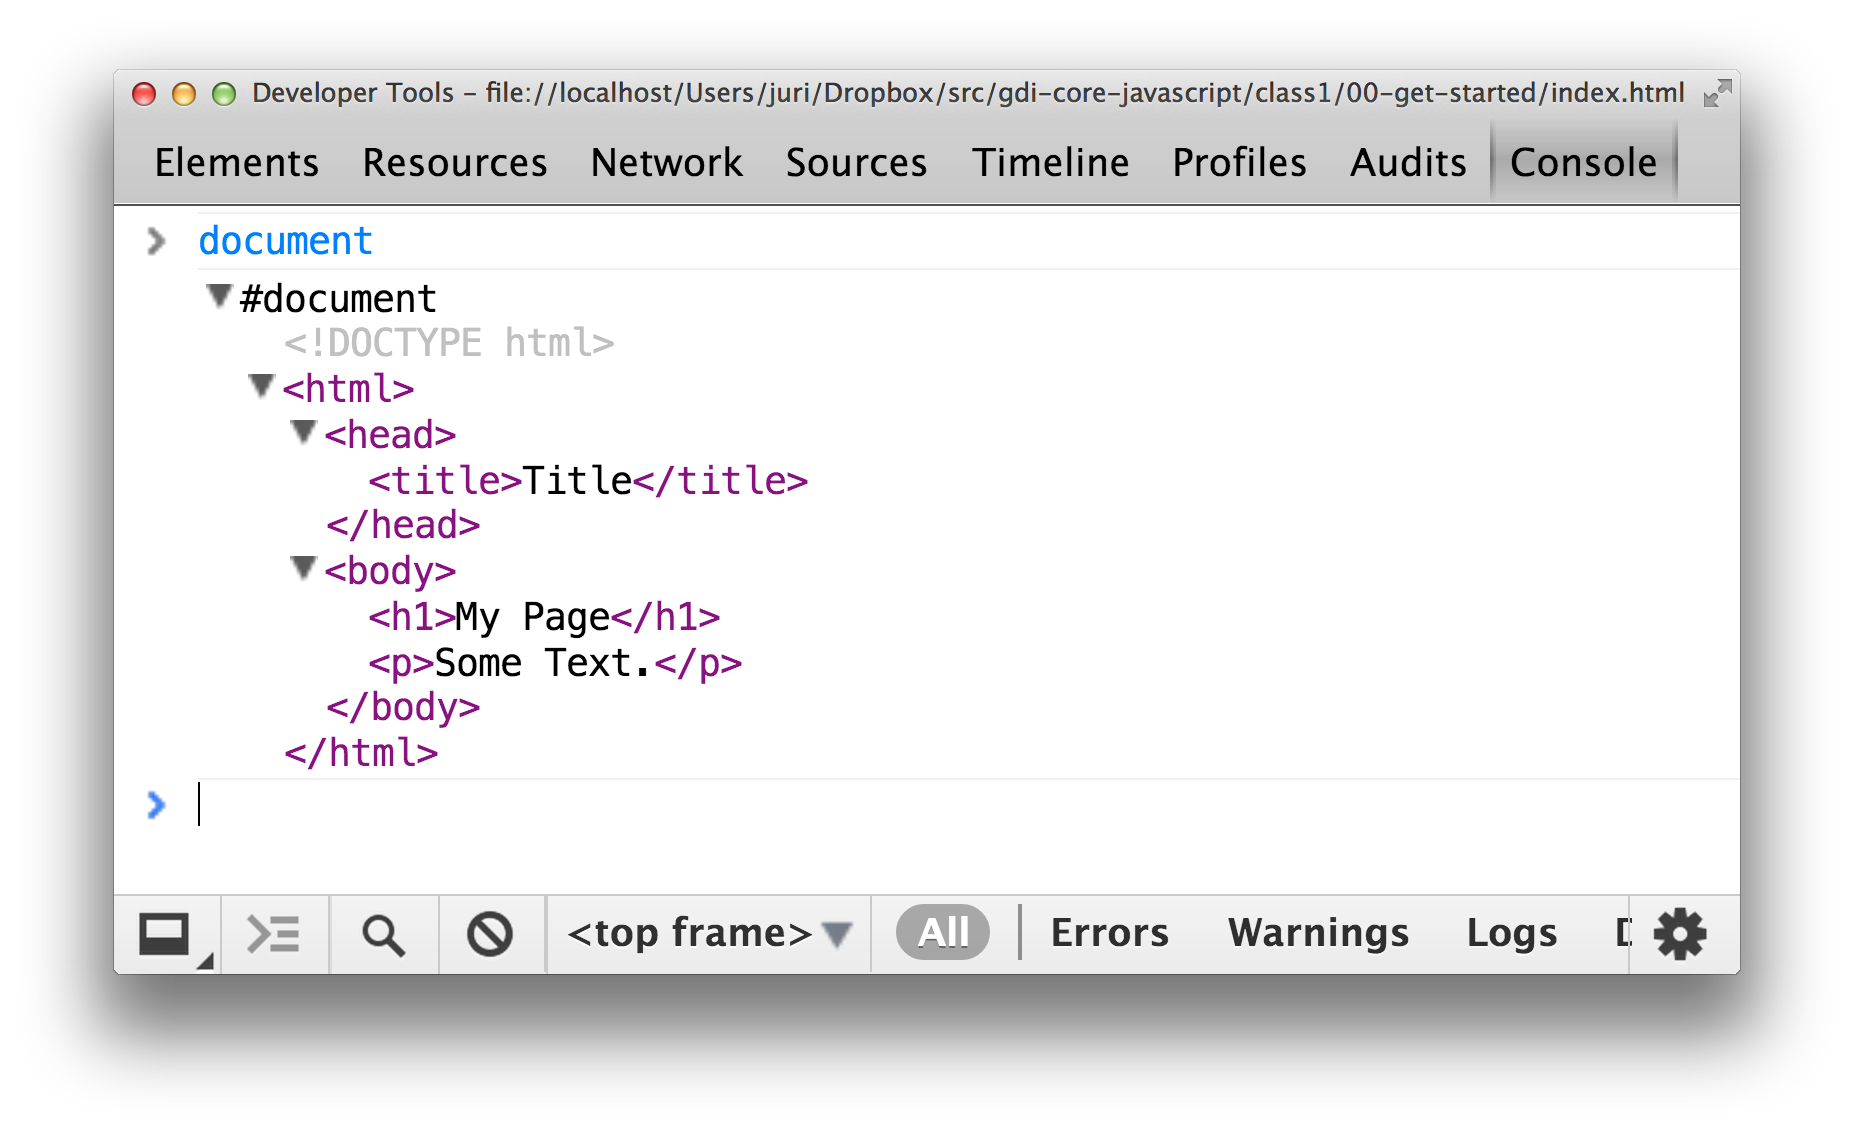 Developer Tools – file://localhost/Users/juri/Dropbox/src/gdi-core-javascript/class1/00-get-started/index.html
Elements Resources Network Sources Timeline Profiles Audits Console
document
#document
<!DOCTYPE html>
<html>
<head>
<title>Title</title>
</head>
<body>
<h1>My Page</h1>
<p>Some Text.</p>
</body>
</html>
<top frame> All Errors Warnings Logs